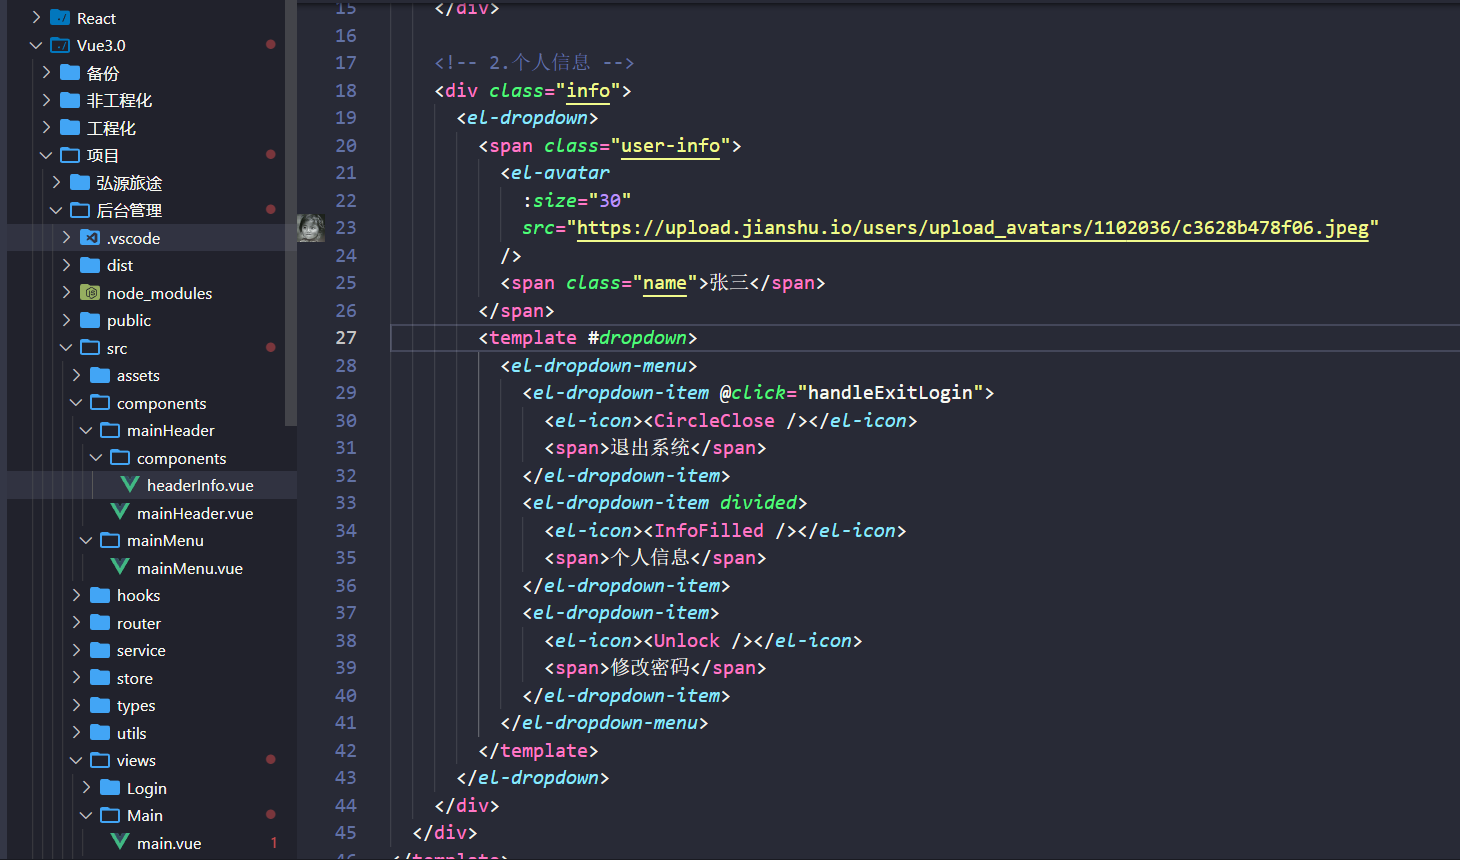 React
Vue3.0
备份
非工程化
工程化
项目
弘源旅途
后台管理
.vscode
dist
node_modules
public
src
assets
components
mainHeader
components
headerInfo.vue
mainHeader.vue
mainMenu
mainMenu.vue
hooks
router
service
store
types
utils
views
Login
Main
main.vue 1
15 </div>
16
17 <!-- 2.个人信息 -->
18 <div class="info">
19 <el-dropdown>
20 <span class="user-info">
21 <el-avatar
22 :size="30"
23 src="https://upload.jianshu.io/users/upload_avatars/1102036/c3628b478f06.jpeg"
24 />
25 <span class="name">张三</span>
26 </span>
27 <template #dropdown>
28 <el-dropdown-menu>
29 <el-dropdown-item @click="handleExitLogin">
30 <el-icon><CircleClose /></el-icon>
31 <span>退出系统</span>
32 </el-dropdown-item>
33 <el-dropdown-item divided>
34 <el-icon><InfoFilled /></el-icon>
35 <span>个人信息</span>
36 </el-dropdown-item>
37 <el-dropdown-item>
38 <el-icon><Unlock /></el-icon>
39 <span>修改密码</span>
40 </el-dropdown-item>
41 </el-dropdown-menu>
42 </template>
43 </el-dropdown>
44 </div>
45 </div>
46 </template>